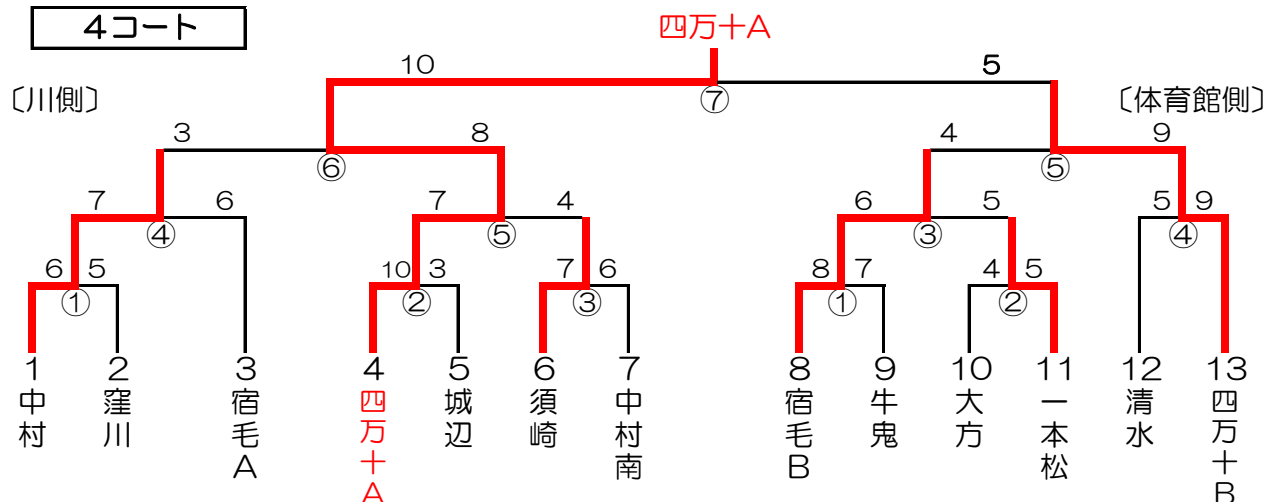 4コート
四万十A
10 5
〔川側〕 ⑦ 〔体育館側〕
3 8 4 9
⑥ ⑤
7 6 7 4 6 5 5 9
④ ⑤ ③ ④
6 5 10 3 7 6 8 7 4 5
① ② ③ ① ②
1 2 3 4 5 6 7 8 9 10 11 12 13
中村
窪川
宿毛A
四万十A
城辺
須崎
中村南
宿毛B
牛鬼
大方
一本松
清水
四万十B